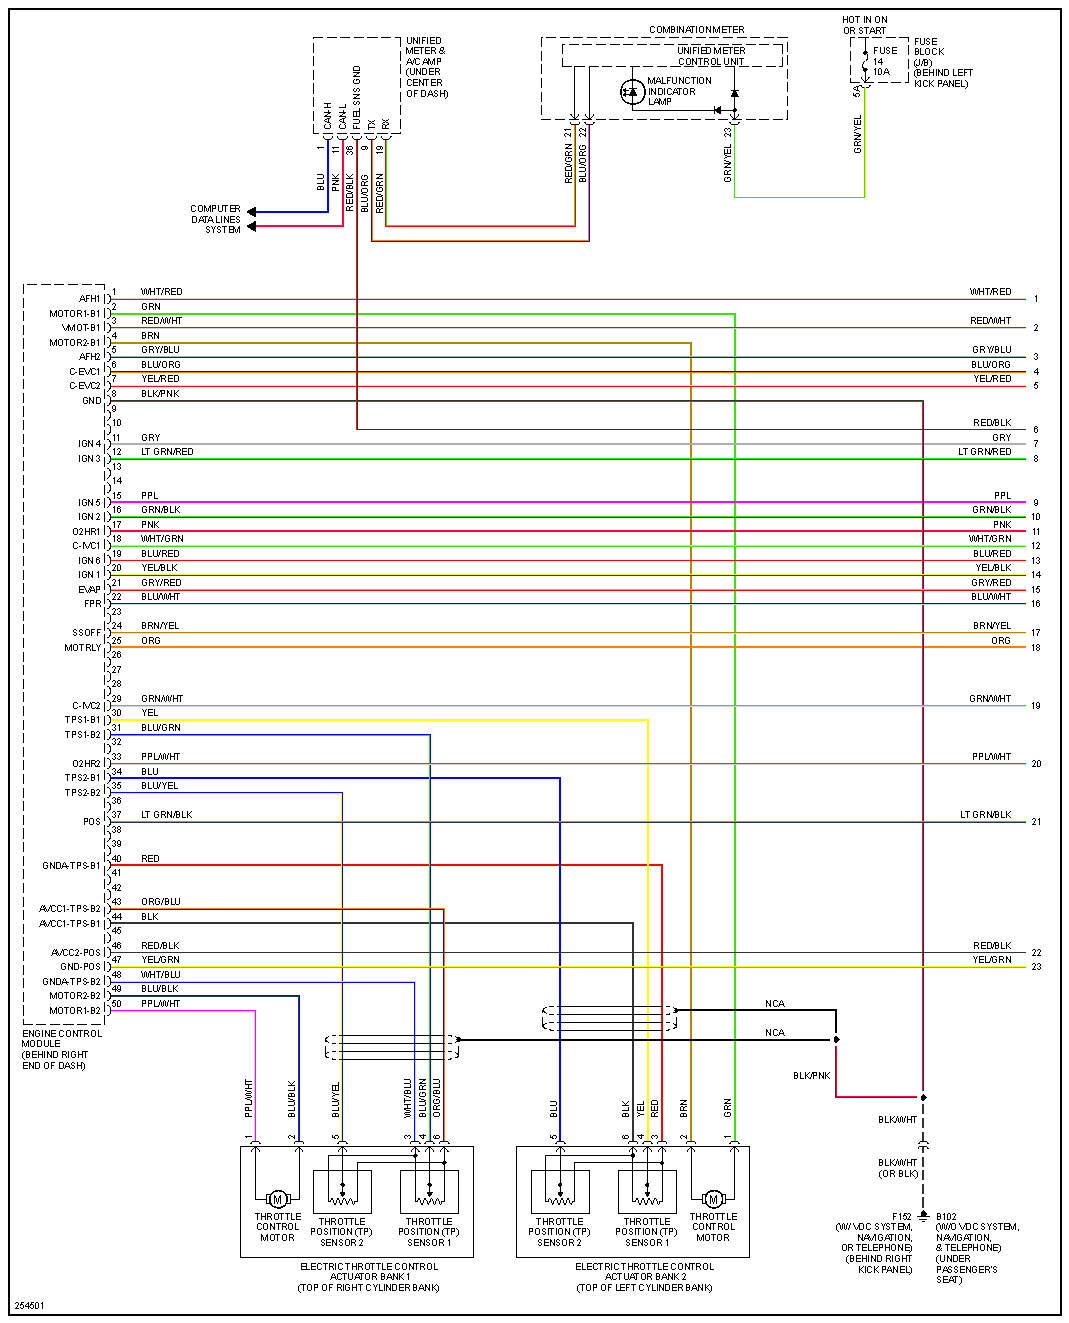 HOT IN ON
OR START
FUSE
14
10A
FUSE
BLOCK
(J/B)
(BEHIND LEFT
KICK PANEL)
5A
GRN/YEL
COMBINATION METER
UNIFIED METER
CONTROL UNIT
MALFUNCTION
INDICATOR
LAMP
21
22
23
RED/GRN
BLU/ORG
GRN/YEL
UNIFIED
METER &
A/C AMP
(UNDER
CENTER
OF DASH)
CAN-H
CAN-L
FUEL SNS GND
TX
RX
1
11
36
9
19
BLU
PNK
RED/BLK
BLU/ORG
RED/GRN
COMPUTER
DATA LINES
SYSTEM
AFH1 1 WHT/RED WHT/RED 1
MOTOR1-B1 2 GRN
VMOT-B1 3 RED/WHT RED/WHT 2
MOTOR2-B1 4 BRN
AFH2 5 GRY/BLU GRY/BLU 3
C-EVC1 6 BLU/ORG BLU/ORG 4
C-EVC2 7 YEL/RED YEL/RED 5
GND 8 BLK/PNK
9
10 RED/BLK 6
IGN 4 11 GRY GRY 7
IGN 3 12 LT GRN/RED LT GRN/RED 8
13
14
IGN 5 15 PPL PPL 9
IGN 2 16 GRN/BLK GRN/BLK 10
O2HR1 17 PNK PNK 11
C-IVC1 18 WHT/GRN WHT/GRN 12
IGN 6 19 BLU/RED BLU/RED 13
IGN 1 20 YEL/BLK YEL/BLK 14
EVAP 21 GRY/RED GRY/RED 15
FPR 22 BLU/WHT BLU/WHT 16
23
SSOFF 24 BRN/YEL BRN/YEL 17
MOTRLY 25 ORG ORG 18
26
27
28
C-IVC2 29 GRN/WHT GRN/WHT 19
TPS1-B1 30 YEL
TPS1-B2 31 BLU/GRN
32
O2HR2 33 PPL/WHT PPL/WHT 20
TPS2-B1 34 BLU
TPS2-B2 35 BLU/YEL
36
POS 37 LT GRN/BLK LT GRN/BLK 21
38
39
GNDA-TPS-B1 40 RED
41
42
AVCC1-TPS-B2 43 ORG/BLU
AVCC1-TPS-B1 44 BLK
45
AVCC2-POS 46 RED/BLK RED/BLK 22
GND-POS 47 YEL/GRN YEL/GRN 23
GNDA-TPS-B2 48 WHT/BLU
MOTOR2-B2 49 BLU/BLK
MOTOR1-B2 50 PPL/WHT
ENGINE CONTROL
MODULE
(BEHIND RIGHT
END OF DASH)
NCA
NCA
BLK/PNK
BLK/WHT
BLK/WHT
(OR BLK)
PPL/WHT
BLU/BLK
BLU/YEL
WHT/BLU
BLU/GRN
ORG/BLU
BLU
BLK
YEL
RED
BRN
GRN
1
2
5
3
4
6
5
6
4
3
2
1
M
THROTTLE
CONTROL
MOTOR
THROTTLE
POSITION (TP)
SENSOR 2
THROTTLE
POSITION (TP)
SENSOR 1
THROTTLE
POSITION (TP)
SENSOR 2
THROTTLE
POSITION (TP)
SENSOR 1
M
THROTTLE
CONTROL
MOTOR
ELECTRIC THROTTLE CONTROL
ACTUATOR BANK 1
(TOP OF RIGHT CYLINDER BANK)
ELECTRIC THROTTLE CONTROL
ACTUATOR BANK 2
(TOP OF LEFT CYLINDER BANK)
F152
(W/ VDC SYSTEM,
NAVIGATION,
OR TELEPHONE)
(BEHIND RIGHT
KICK PANEL)
B102
(W/O VDC SYSTEM,
NAVIGATION,
& TELEPHONE)
(UNDER
PASSENGER'S
SEAT)
254501